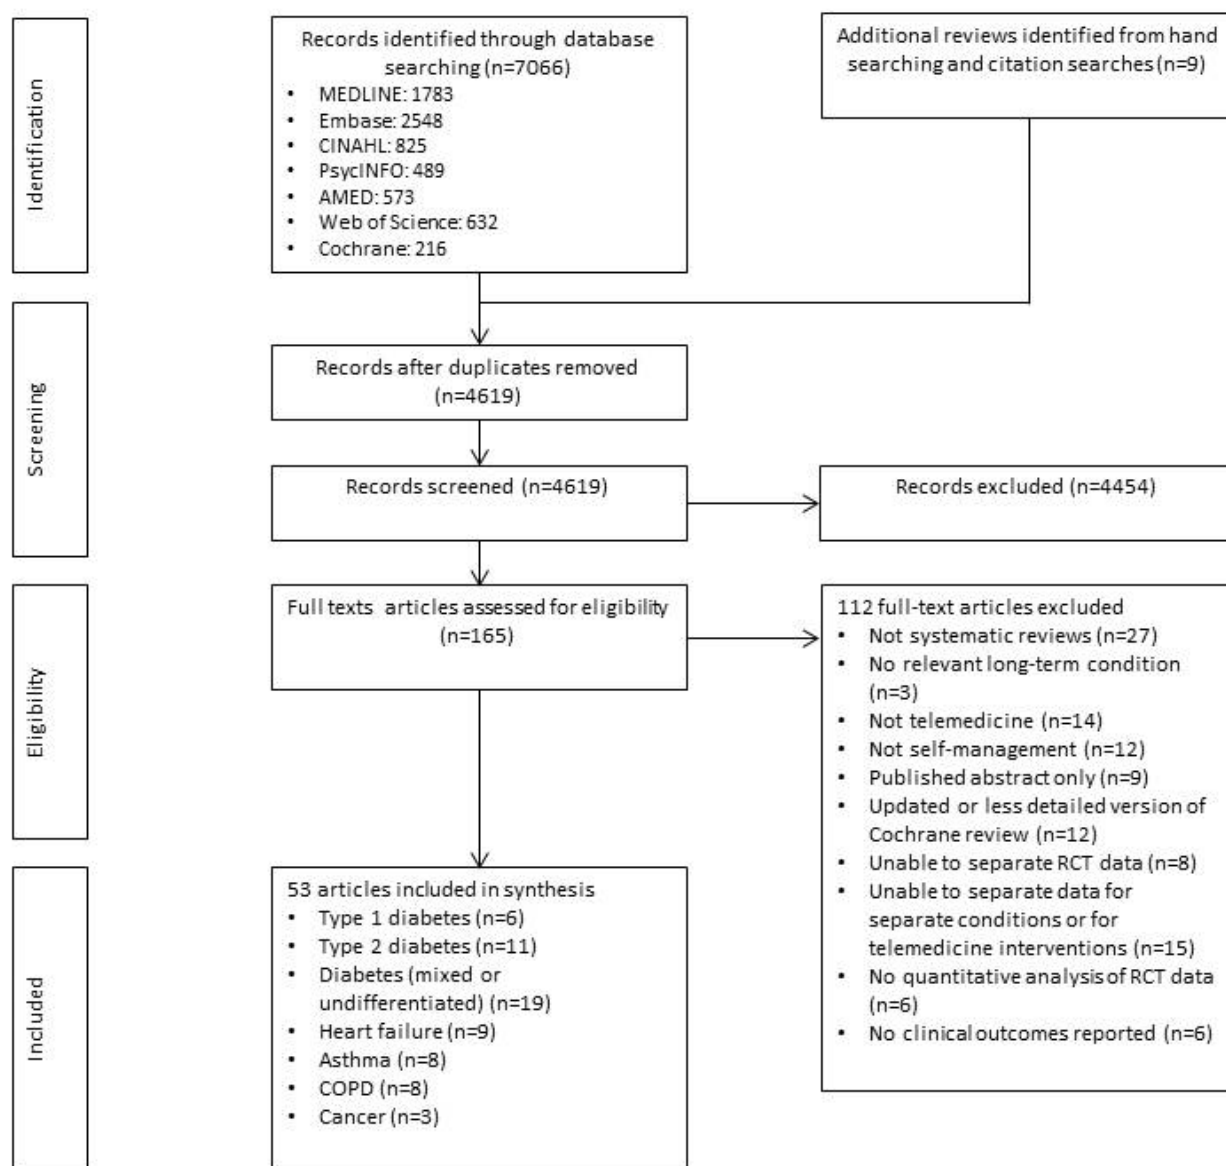 Identification
Records identified through database
searching (n=7066)
• MEDLINE: 1783
• Embase: 2548
• CINAHL: 825
• PsycINFO: 489
• AMED: 573
• Web of Science: 632
• Cochrane: 216
Additional reviews identified from hand
searching and citation searches (n=9)
Screening
Records after duplicates removed
(n=4619)
Records screened (n=4619)
Records excluded (n=4454)
Eligibility
Full texts articles assessed for eligibility
(n=165)
112 full-text articles excluded
• Not systematic reviews (n=27)
• No relevant long-term condition
(n=3)
• Not telemedicine (n=14)
• Not self-management (n=12)
• Published abstract only (n=9)
• Updated or less detailed version of
Cochrane review (n=12)
• Unable to separate RCT data (n=8)
• Unable to separate data for
separate conditions or for
telemedicine interventions (n=15)
• No quantitative analysis of RCT data
(n=6)
• No clinical outcomes reported (n=6)
Included
53 articles included in synthesis
• Type 1 diabetes (n=6)
• Type 2 diabetes (n=11)
• Diabetes (mixed or
undifferentiated) (n=19)
• Heart failure (n=9)
• Asthma (n=8)
• COPD (n=8)
• Cancer (n=3)